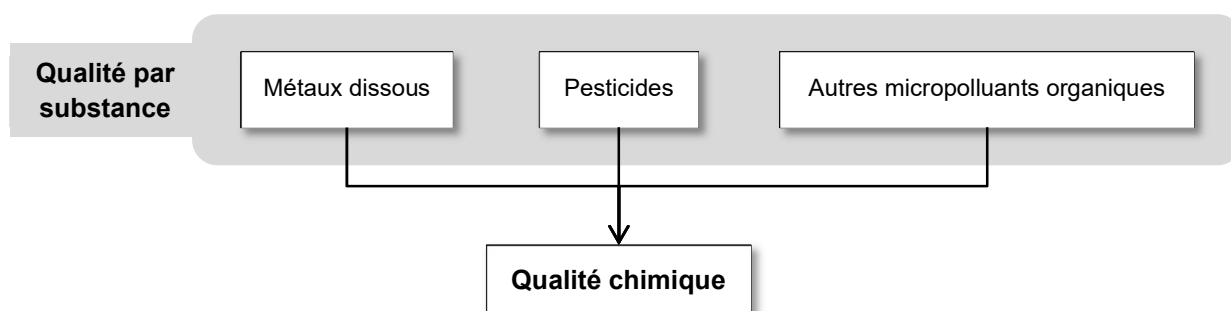 Qualité par
substance
Métaux dissous
Pesticides
Autres micropolluants organiques
Qualité chimique